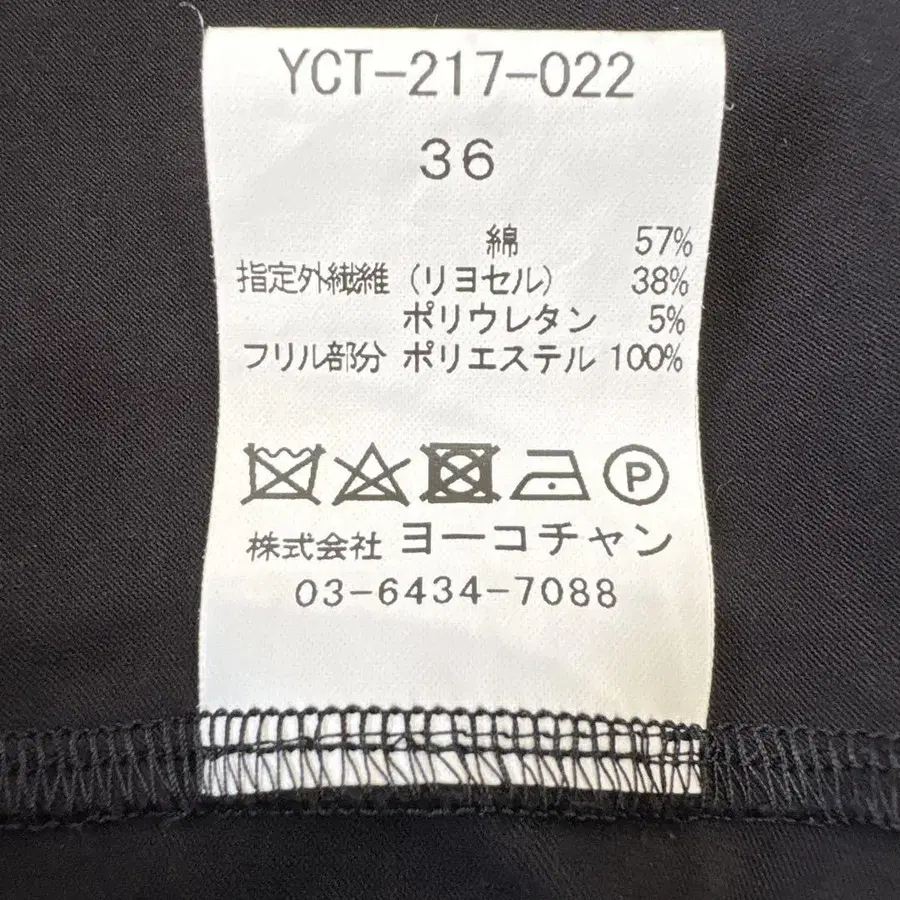 YCT-217-022
36
綿 57%
指定外繊維 (リヨセル) 38%
ポリウレタン 5%
フリル部分 ポリエステル 100%
P
株式会社 ヨーコチャン
03-6434-7088